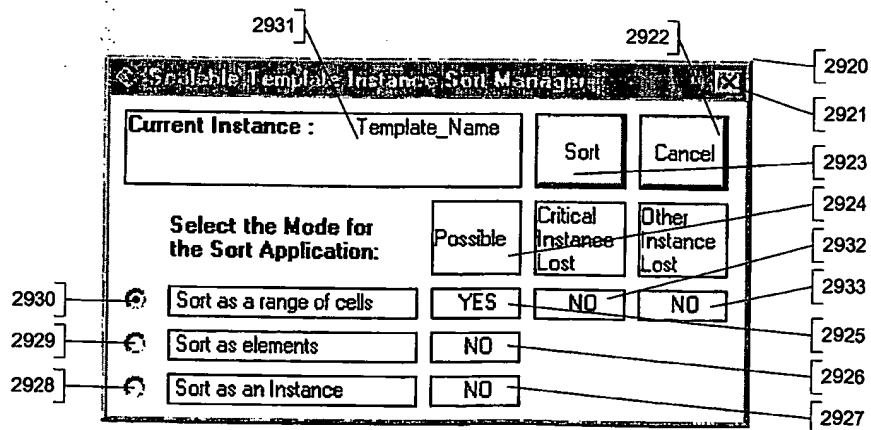 2931
2922
2920
Scalable Template Instance Sort Manager
2921
Current Instance : Template_Name
Sort
Cancel
2923
2924
Select the Mode for
the Sort Application:
Possible
Critical
Instance
Lost
Other
Instance
Lost
2932
2933
2930
Sort as a range of cells
YES
NO
NO
2925
2929
Sort as elements
NO
2926
2928
Sort as an Instance
NO
2927